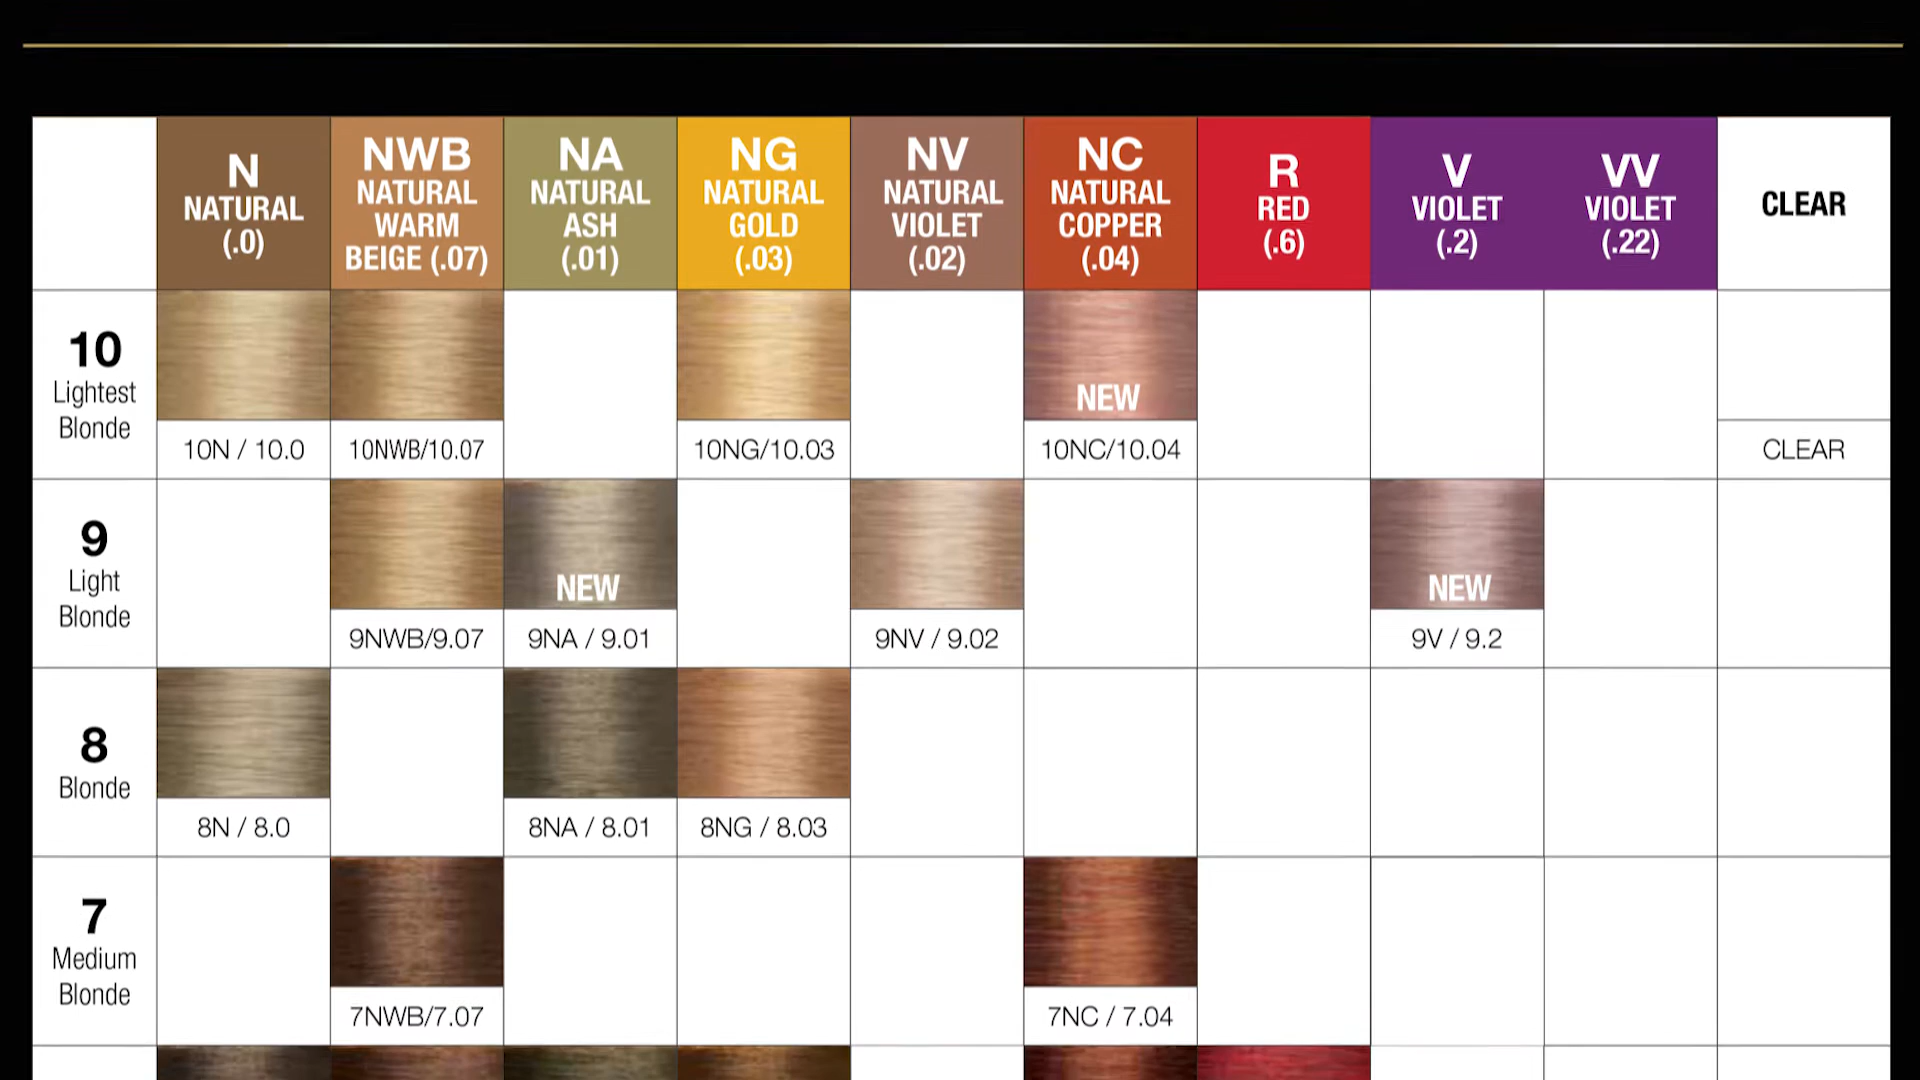 N
NATURAL
(.0)
NWB
NATURAL
WARM
BEIGE (.07)
NA
NATURAL
ASH
(.01)
NG
NATURAL
GOLD
(.03)
NV
NATURAL
VIOLET
(.02)
NC
NATURAL
COPPER
(.04)
R
RED
(.6)
V
VIOLET
(.2)
VV
VIOLET
(.22)
CLEAR
10
Lightest
Blonde
10N / 10.0
10NWB/10.07
10NG/10.03
NEW
10NC/10.04
CLEAR
9
Light
Blonde
9NWB/9.07
NEW
9NA / 9.01
9NV / 9.02
NEW
9V / 9.2
8
Blonde
8N / 8.0
8NA / 8.01
8NG / 8.03
7
Medium
Blonde
7NWB/7.07
7NC / 7.04